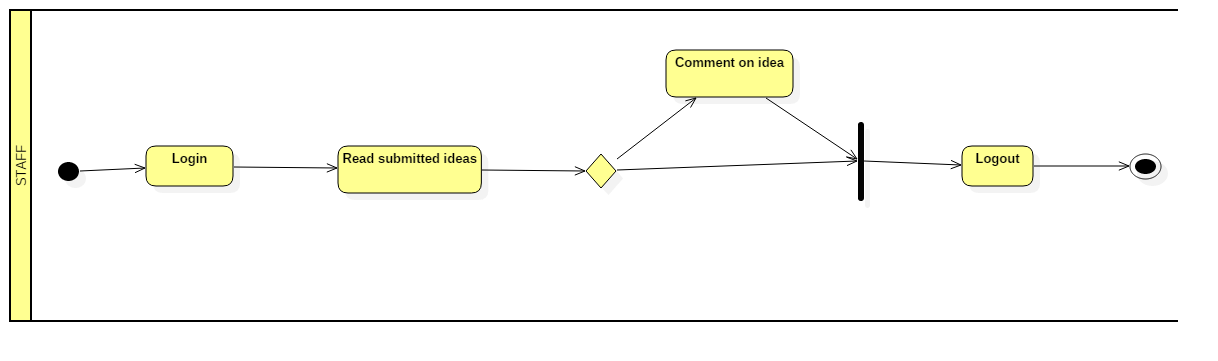 STAFF
Login
Read submitted ideas
Comment on idea
Logout